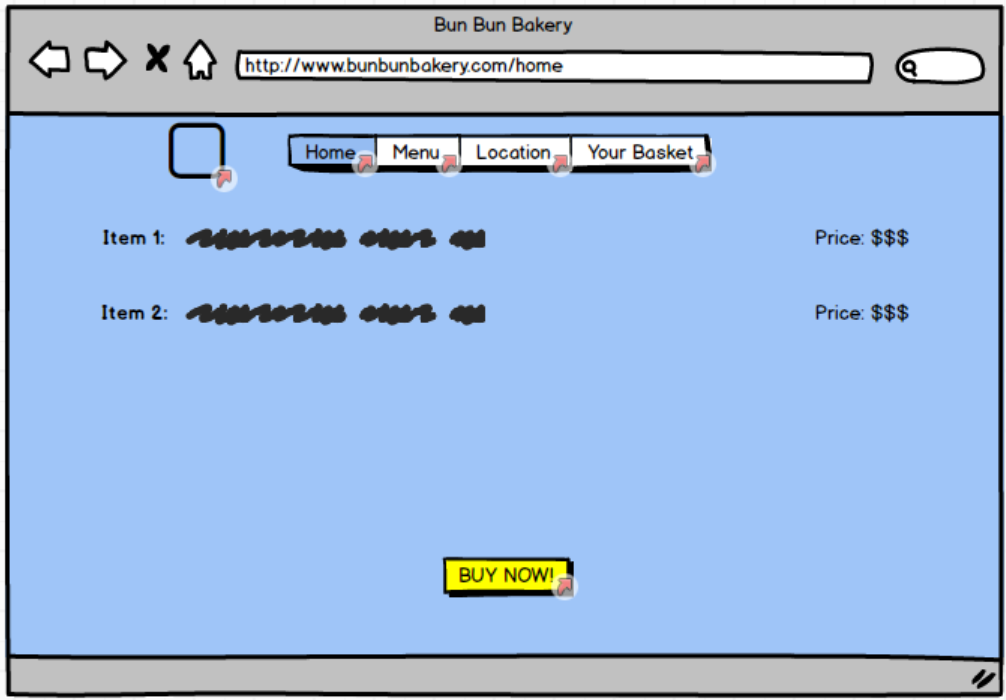 Bun Bun Bakery
http://www.bunbunbakery.com/home
Home Menu Location Your Basket
Item 1: Price: $$$
Item 2: Price: $$$
BUY NOW!